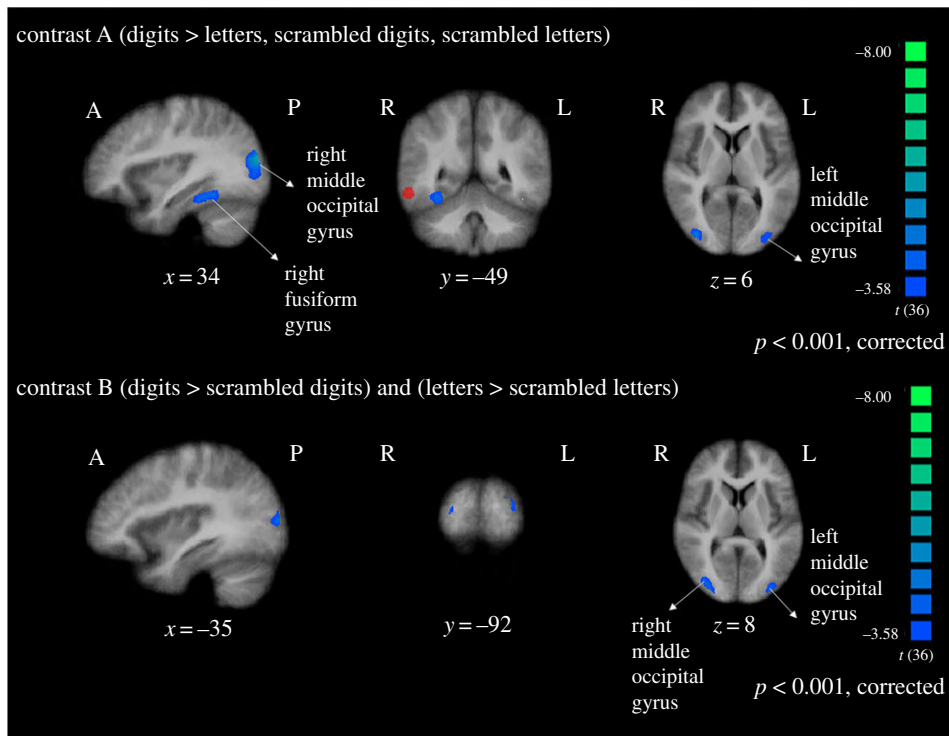 contrast A (digits > letters, scrambled digits, scrambled letters)
–8.00
A
P
R
L
R
L
right
middle
occipital
gyrus
left
middle
occipital
gyrus
x = 34
right
fusiform
gyrus
y = –49
z = 6
–3.58
t (36)
p < 0.001, corrected
contrast B (digits > scrambled digits) and (letters > scrambled letters)
–8.00
A
P
R
L
R
L
left
middle
occipital
gyrus
x = –35
y = –92
z = 8
right
middle
occipital
gyrus
–3.58
t (36)
p < 0.001, corrected